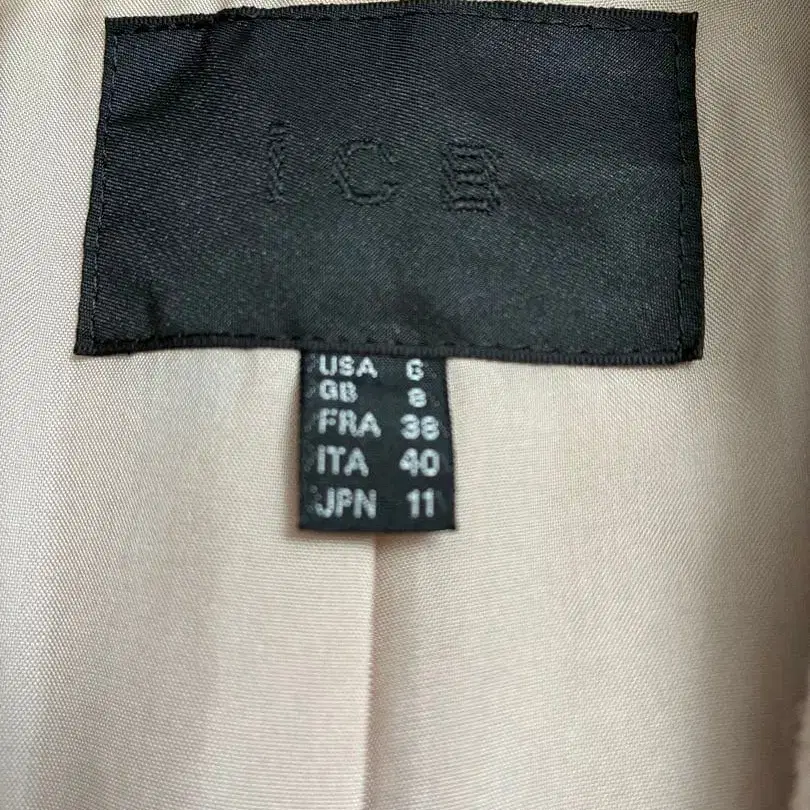 iCB
USA 6
GB 8
FRA 38
ITA 40
JPN 11